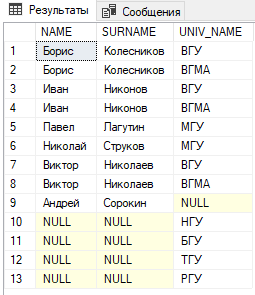 Результаты Сообщения
NAME SURNAME UNIV_NAME
1 Борис Колесников ВГУ
2 Борис Колесников ВГМА
3 Иван Никонов ВГУ
4 Иван Никонов ВГМА
5 Павел Лагутин МГУ
6 Николай Струков МГУ
7 Виктор Николаев ВГУ
8 Виктор Николаев ВГМА
9 Андрей Сорокин NULL
10 NULL NULL НГУ
11 NULL NULL БГУ
12 NULL NULL ТГУ
13 NULL NULL РГУ